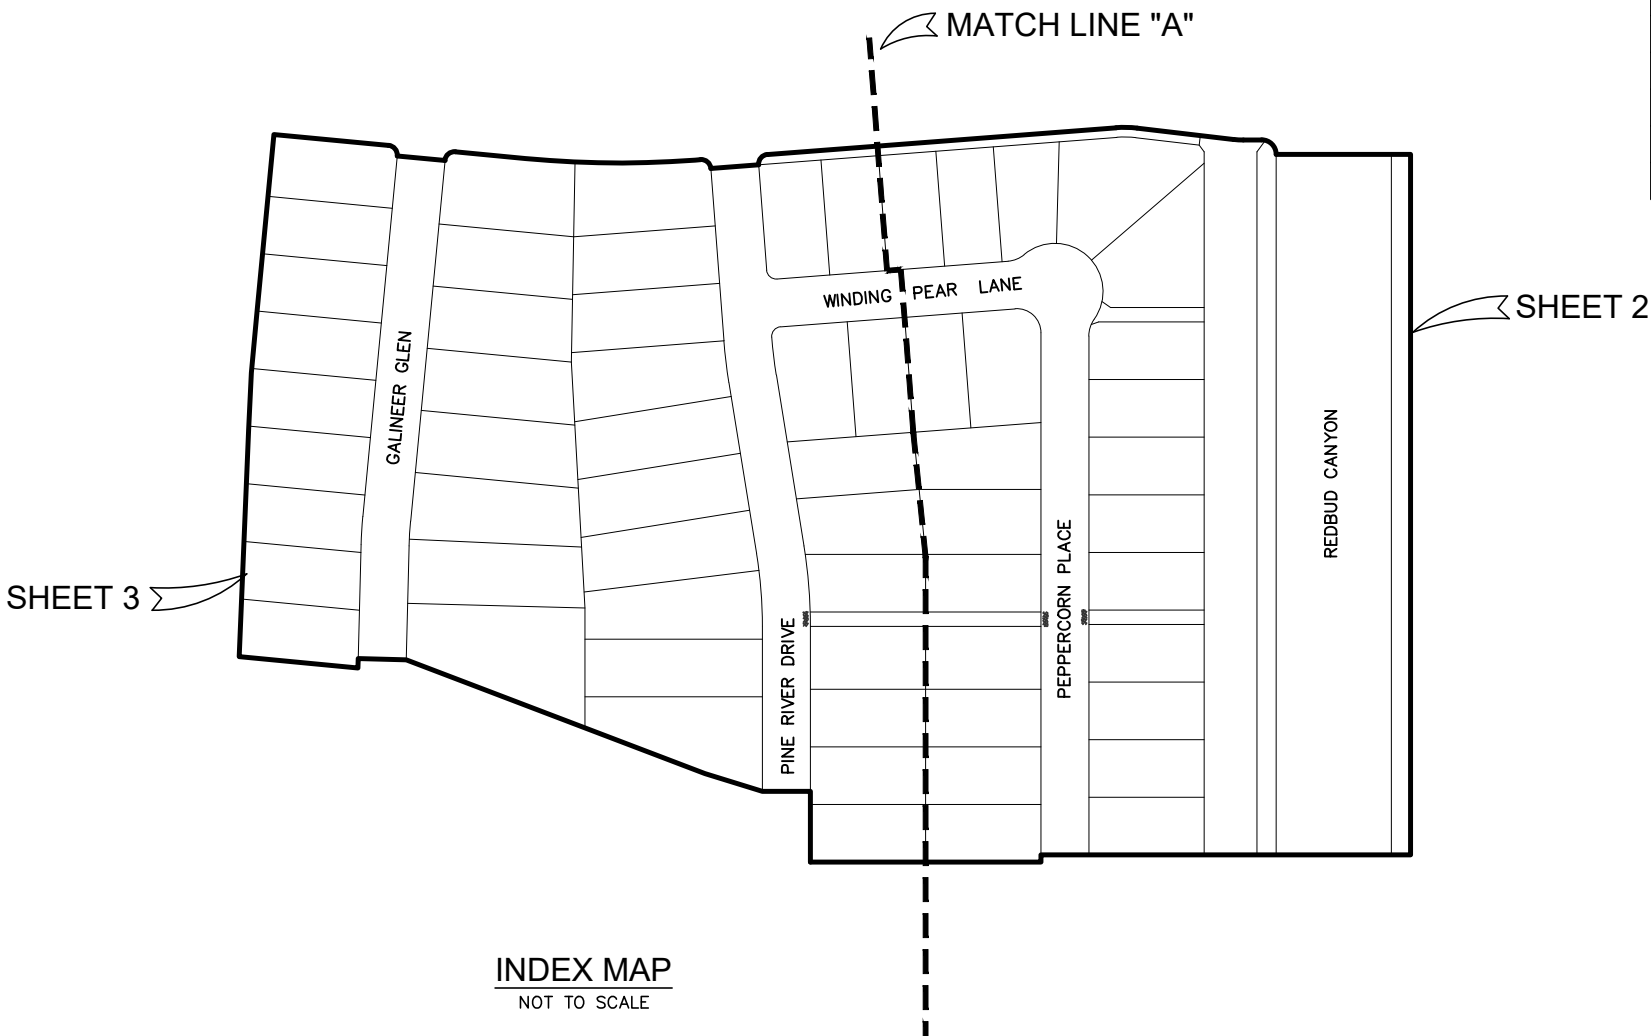 MATCH LINE "A"
WINDING PEAR LANE
SHEET 2
GALINEER GLEN
REDBUD CANYON
PEPPERCORN PLACE
SHEET 3
PINE RIVER DRIVE
INDEX MAP
NOT TO SCALE